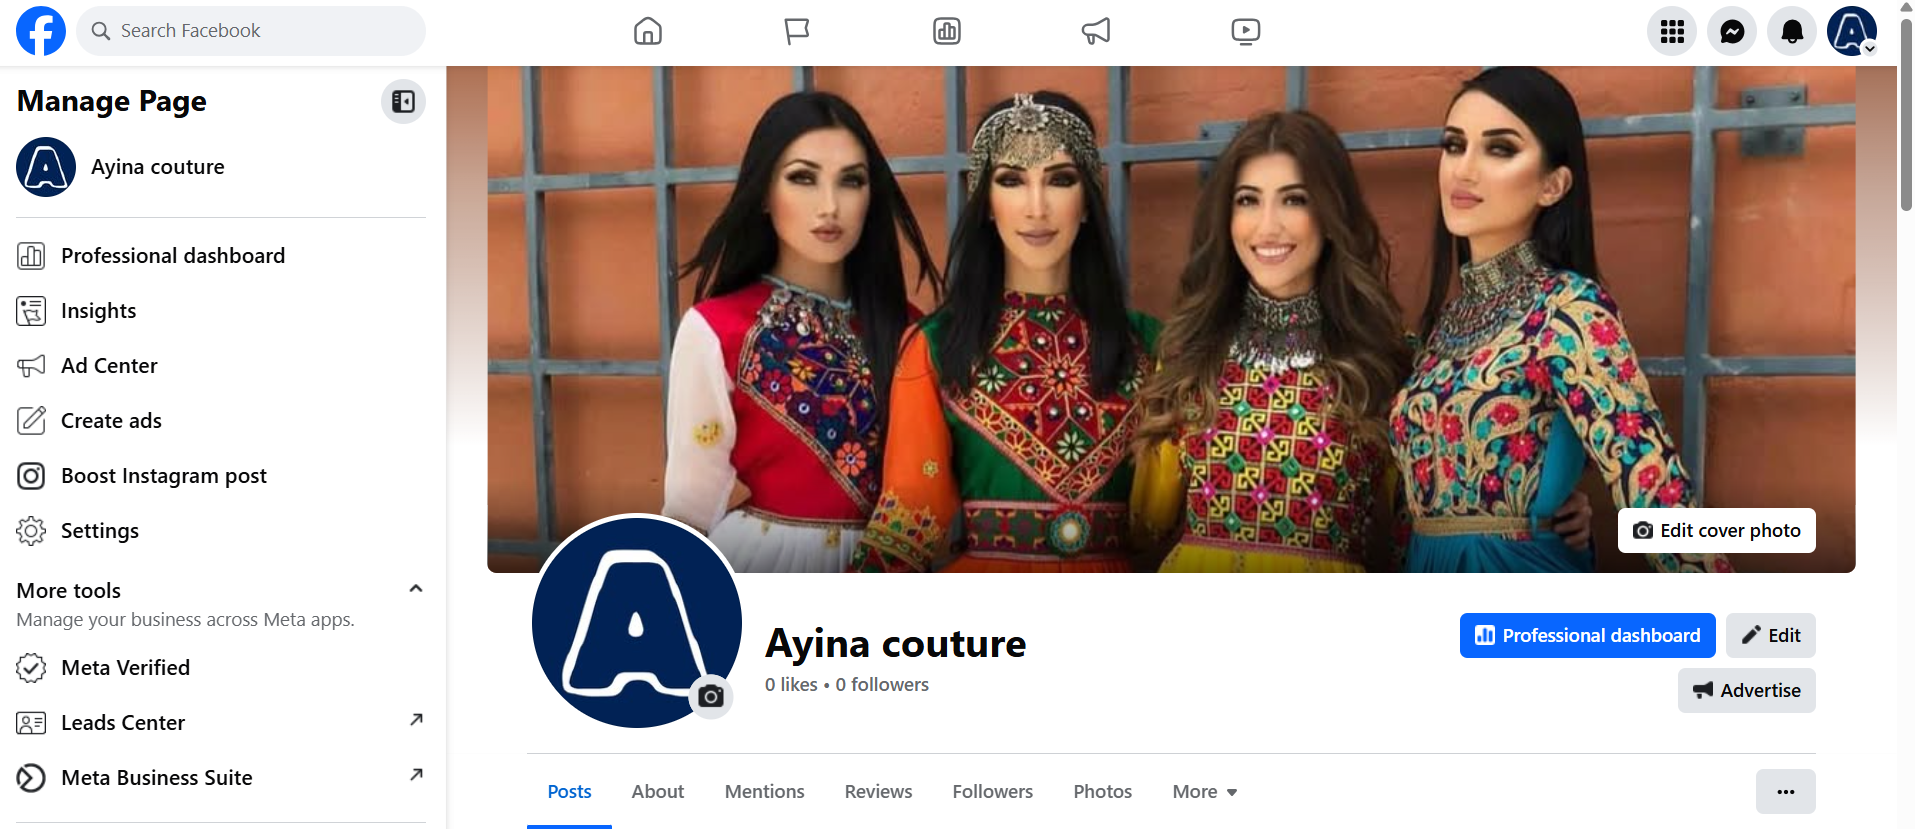 Search Facebook
Manage Page
Ayina couture
Professional dashboard
Insights
Ad Center
Create ads
Boost Instagram post
Settings
More tools
Manage your business across Meta apps.
Meta Verified
Leads Center
Meta Business Suite
Edit cover photo
A
Ayina couture
0 likes • 0 followers
Professional dashboard
Edit
Advertise
Posts About Mentions Reviews Followers Photos More